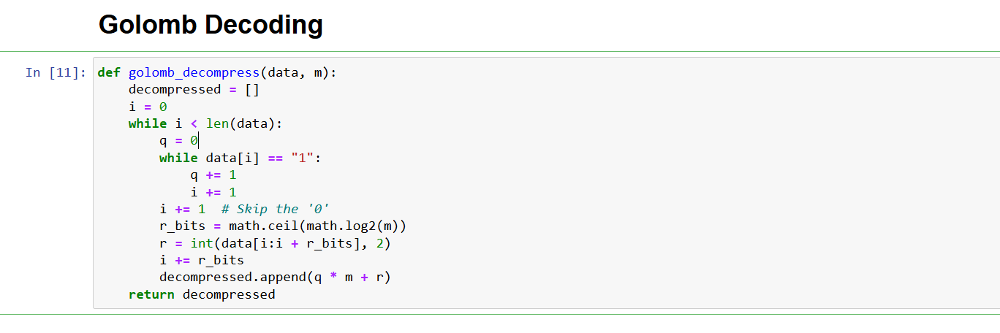 Golomb Decoding
In [11]: def golomb_decompress(data, m):
    decompressed = []
    i = 0
    while i < len(data):
        q = 0
        while data[i] == "1":
            q += 1
            i += 1
        i += 1  # Skip the '0'
        r_bits = math.ceil(math.log2(m))
        r = int(data[i:i + r_bits], 2)
        i += r_bits
        decompressed.append(q * m + r)
    return decompressed